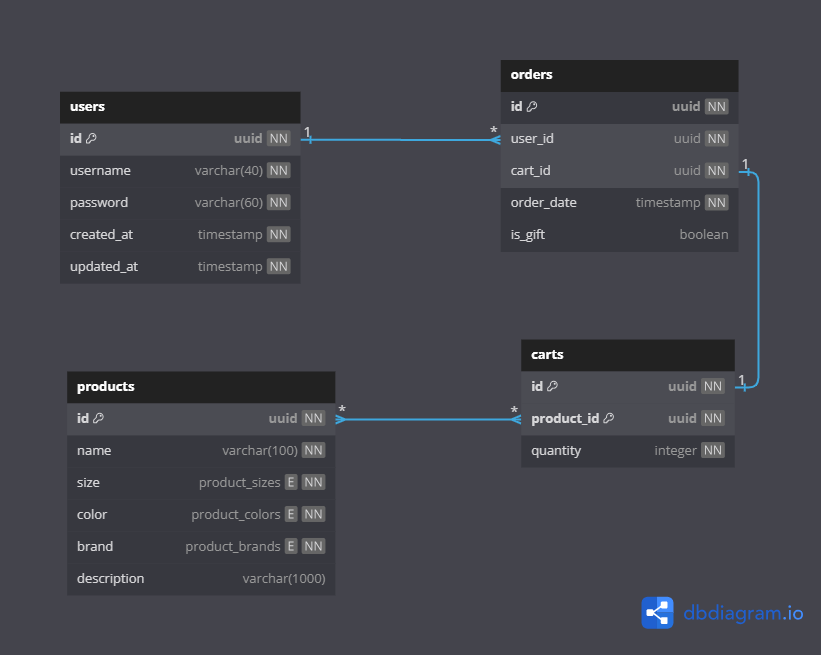 users
id uuid NN
username varchar(40) NN
password varchar(60) NN
created_at timestamp NN
updated_at timestamp NN
1 *
orders
id uuid NN
user_id uuid NN
cart_id uuid NN
order_date timestamp NN
is_gift boolean
1
products
id uuid NN
name varchar(100) NN
size product_sizes E NN
color product_colors E NN
brand product_brands E NN
description varchar(1000)
* *
carts
id uuid NN
product_id uuid NN
quantity integer NN
1
dbdiagram.io